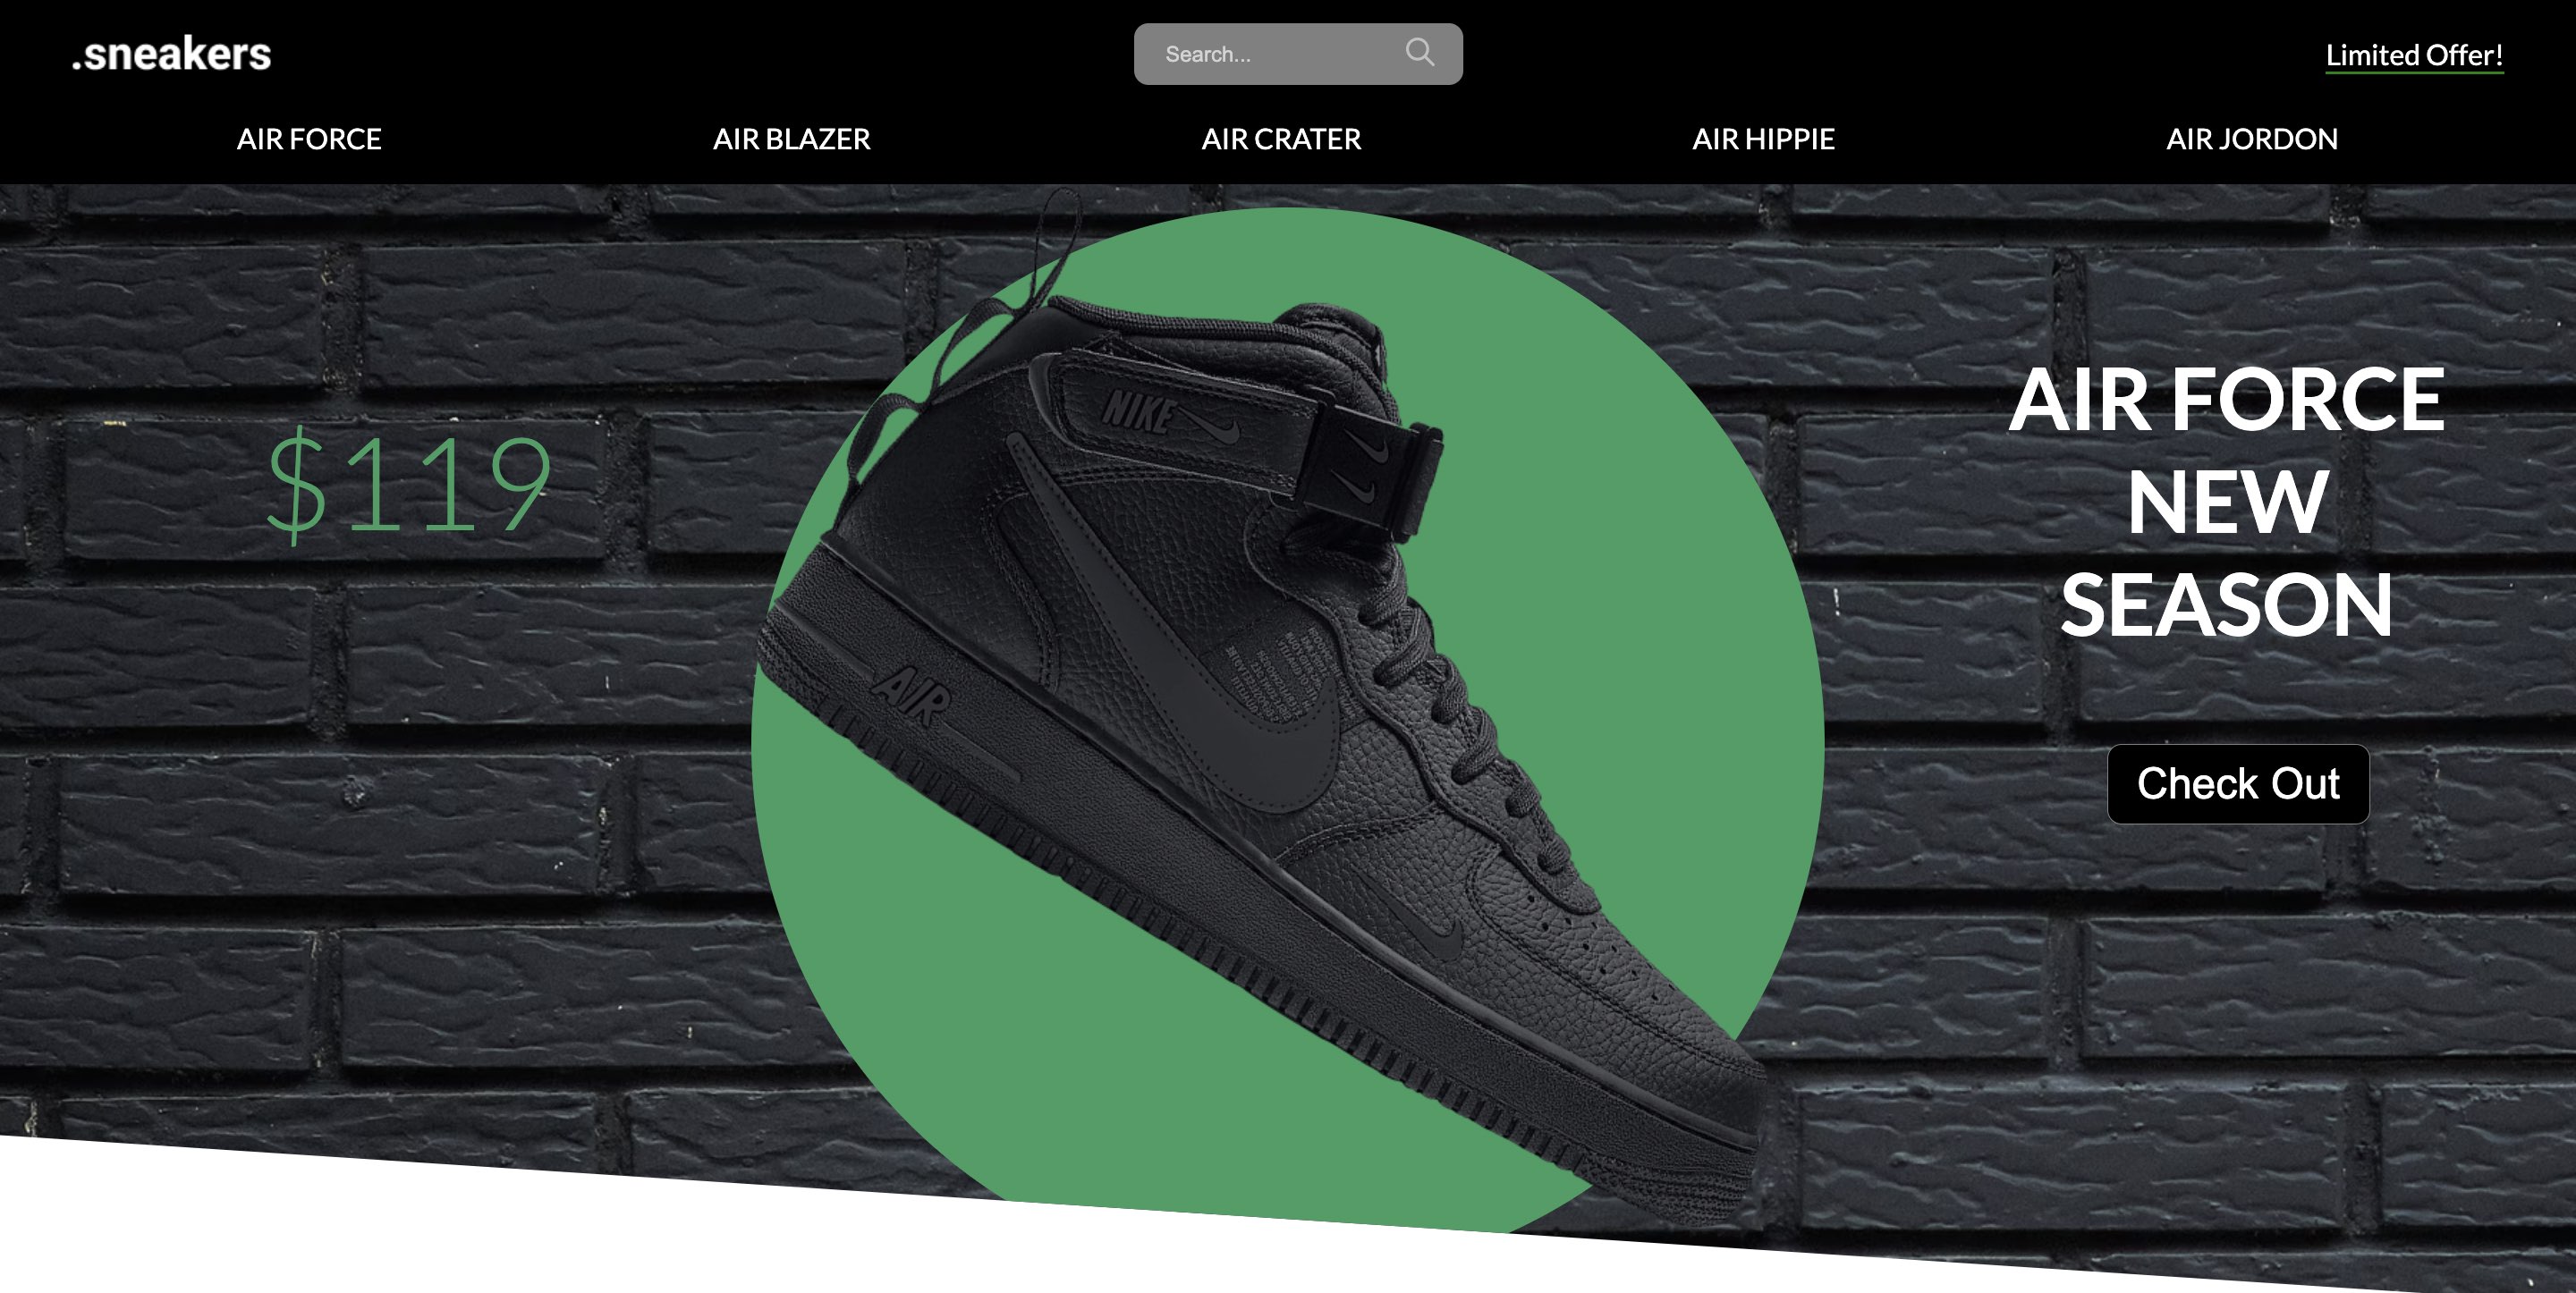 .sneakers
Search...
Limited Offer!
AIR FORCE
AIR BLAZER
AIR CRATER
AIR HIPPIE
AIR JORDON
$119
NIKE
AIR
AIR FORCE
NEW
SEASON
Check Out